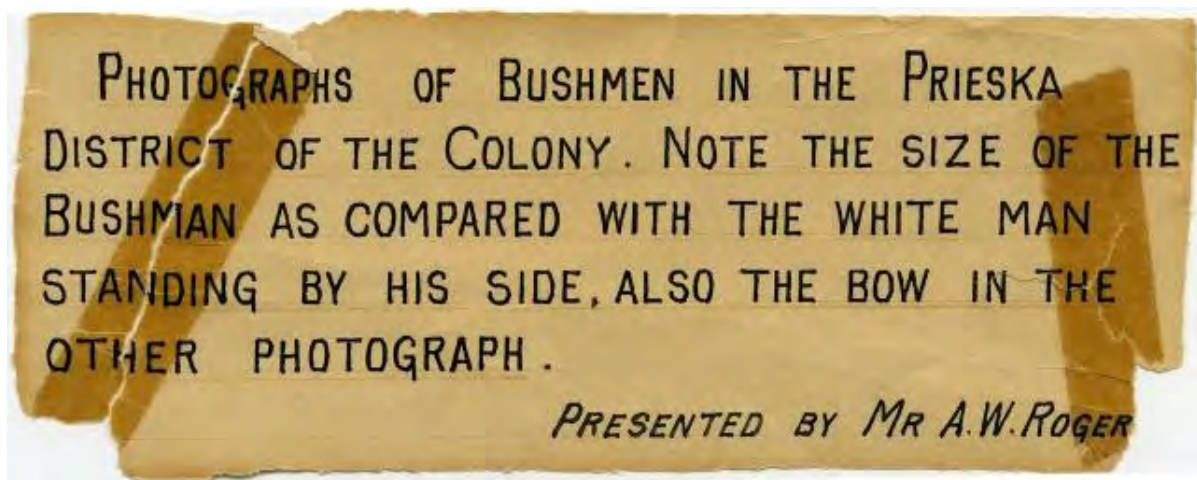 PHOTOGRAPHS OF BUSHMEN IN THE PRIESKA
DISTRICT OF THE COLONY. NOTE THE SIZE OF THE
BUSHMAN AS COMPARED WITH THE WHITE MAN
STANDING BY HIS SIDE, ALSO THE BOW IN THE
OTHER PHOTOGRAPH.
PRESENTED BY MR A.W. ROGER